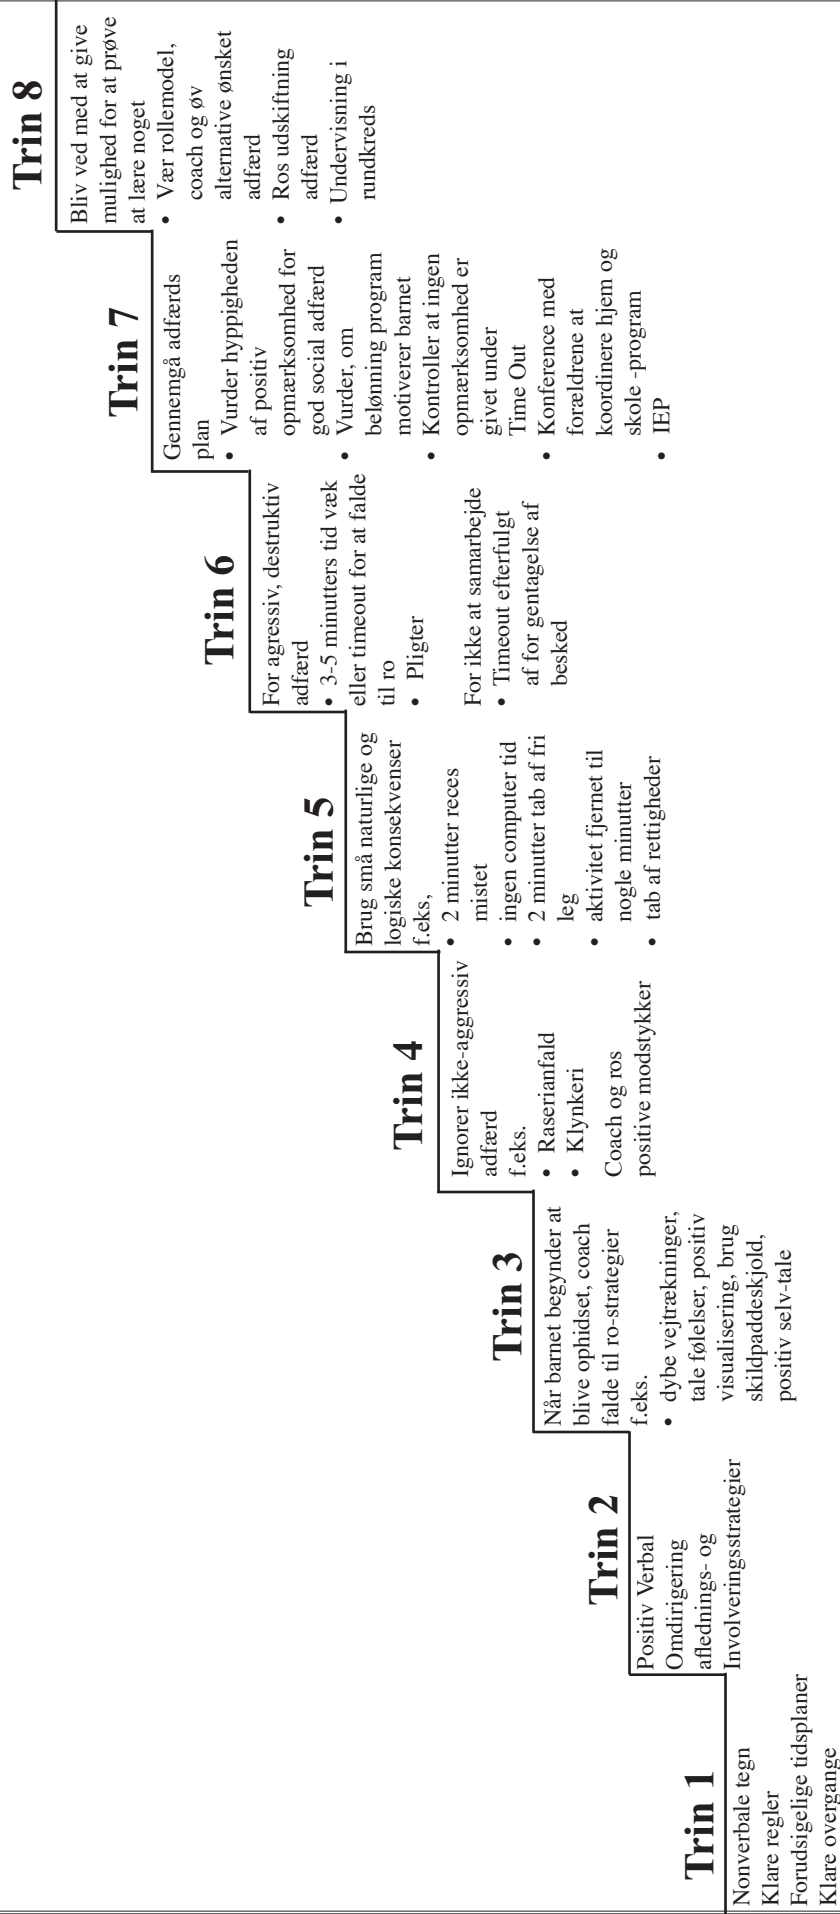 Trin 1
Nonverbale tegn
Klare regler
Forudsigelige tidsplaner
Klare overgange
Trin 2
Positiv Verbal
Omdirigering
aflednings- og
Involveringsstrategier
Trin 3
Når barnet begynder at
blive ophidset, coach
falde til ro-strategier
f.eks.
• dybe vejtrækninger,
tale følelser, positiv
visualisering, brug
skildpaddeskjold,
positiv selv-tale
Trin 4
Ignorer ikke-aggressiv
adfærd
f.eks.
• Raserianfald
• Klynkeri
Coach og ros
positive modstykker
Trin 5
Brug små naturlige og
logiske konsekvenser
f.eks,
• 2 minutter reces
mistet
• ingen computer tid
• 2 minutter tab af fri
leg
• aktivitet fjernet til
nogle minutter
• tab af rettigheder
Trin 6
For agressiv, destruktiv
adfærd
• 3-5 minutters tid væk
eller timeout for at falde
til ro
• Pligter
For ikke at samarbejde
• Timeout efterfulgt
af for gentagelse af
besked
Trin 7
Gennemgå adfærds
plan
• Vurder hyppigheden
af positiv
opmærksomhed for
god social adfærd
• Vurder, om
belønning program
motiverer barnet
• Kontroller at ingen
opmærksomhed er
givet under
Time Out
• Konference med
forældrene at
koordinere hjem og
skole -program
• IEP
Trin 8
Bliv ved med at give
mulighed for at prøve
at lære noget
• Vær rollemodel,
coach og øv
alternative ønsket
adfærd
• Ros udskiftning
adfærd
• Undervisning i
rundkreds